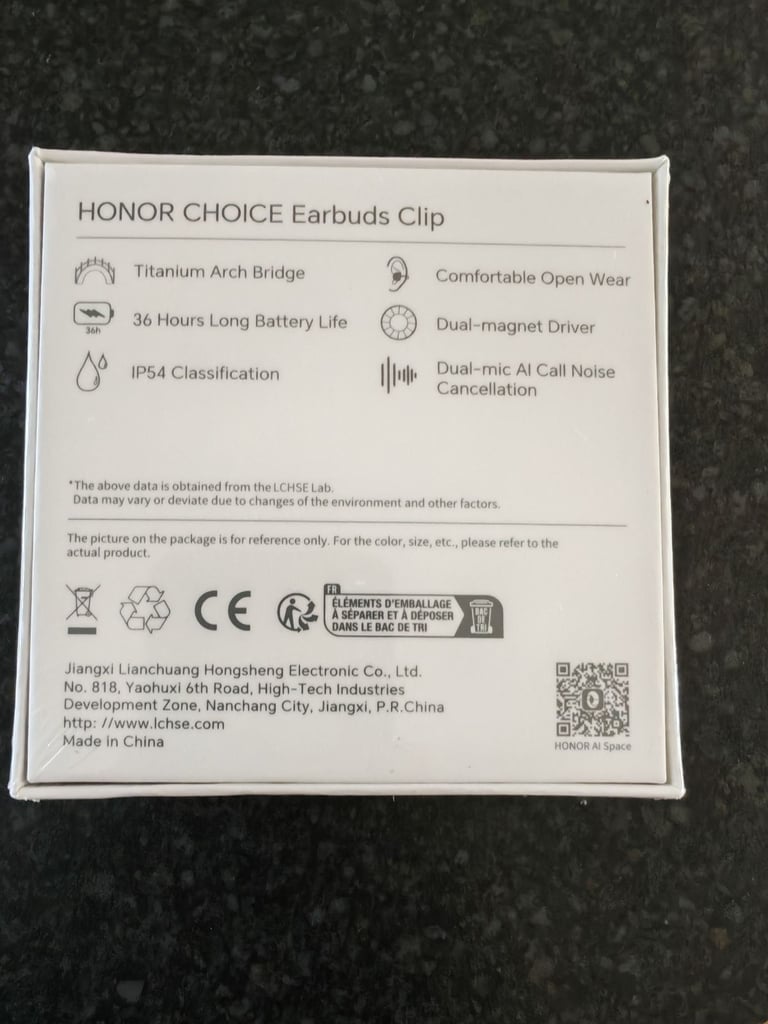 HONOR CHOICE Earbuds Clip
Titanium Arch Bridge
Comfortable Open Wear
36h
36 Hours Long Battery Life
Dual-magnet Driver
IP54 Classification
Dual-mic AI Call Noise
Cancellation
*The above data is obtained from the LCHSE Lab.
Data may vary or deviate due to changes of the environment and other factors.
The picture on the package is for reference only. For the color, size, etc., please refer to the
actual product.
CE
FR
ÉLÉMENTS D'EMBALLAGE
À SÉPARER ET À DÉPOSER
DANS LE BAC DE TRI
BAC
DE
TRI
Jiangxi Lianchuang Hongsheng Electronic Co., Ltd.
No. 818, Yaohuxi 6th Road, High-Tech Industries
Development Zone, Nanchang City, Jiangxi, P.R.China
http: //www.lchse.com
Made in China
HONOR AI Space